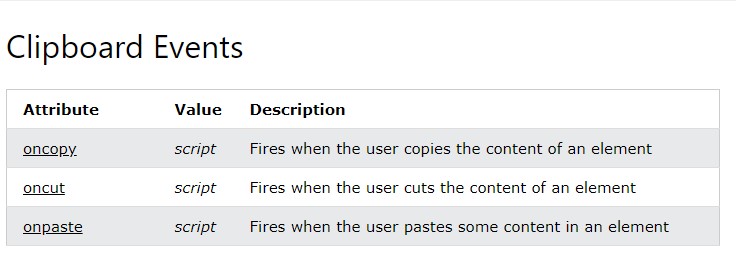 Clipboard Events
Attribute Value Description
oncopy script Fires when the user copies the content of an element
oncut script Fires when the user cuts the content of an element
onpaste script Fires when the user pastes some content in an element